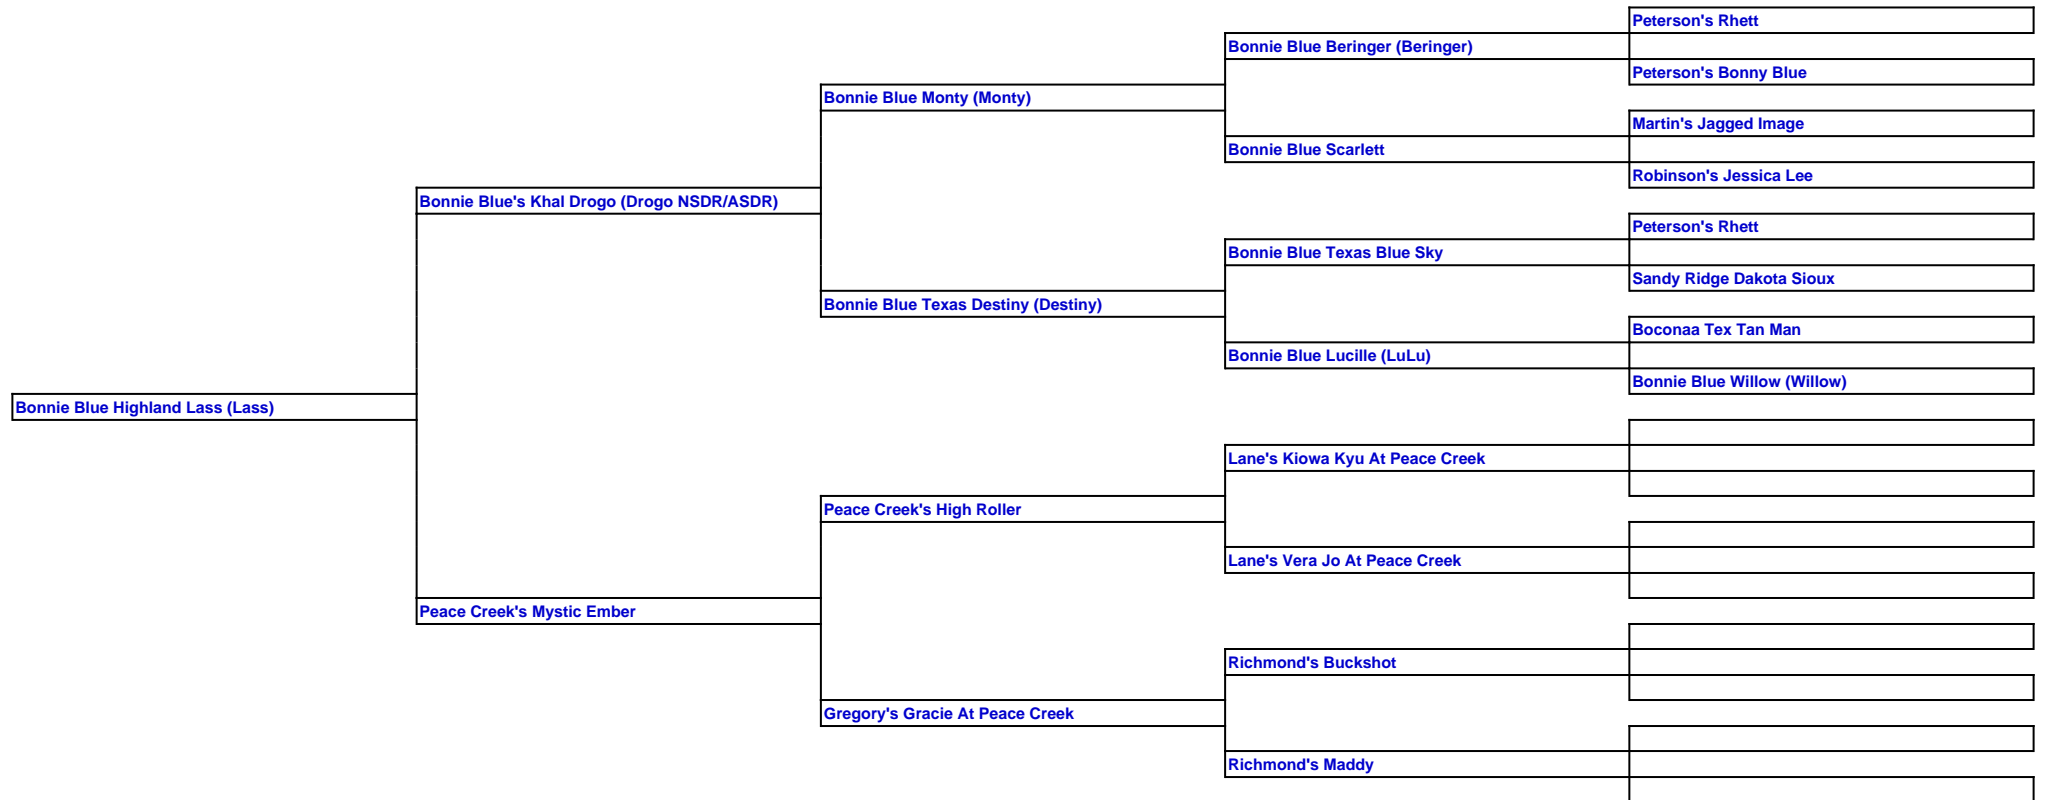 Peterson's Rhett
Bonnie Blue Beringer (Beringer)
Peterson's Bonny Blue
Bonnie Blue Monty (Monty)
Martin's Jagged Image
Bonnie Blue Scarlett
Robinson's Jessica Lee
Bonnie Blue's Khal Drogo (Drogo NSDR/ASDR)
Peterson's Rhett
Bonnie Blue Texas Blue Sky
Sandy Ridge Dakota Sioux
Bonnie Blue Texas Destiny (Destiny)
Boconaa Tex Tan Man
Bonnie Blue Lucille (LuLu)
Bonnie Blue Willow (Willow)
Bonnie Blue Highland Lass (Lass)
Lane's Kiowa Kyu At Peace Creek
Peace Creek's High Roller
Lane's Vera Jo At Peace Creek
Peace Creek's Mystic Ember
Richmond's Buckshot
Gregory's Gracie At Peace Creek
Richmond's Maddy